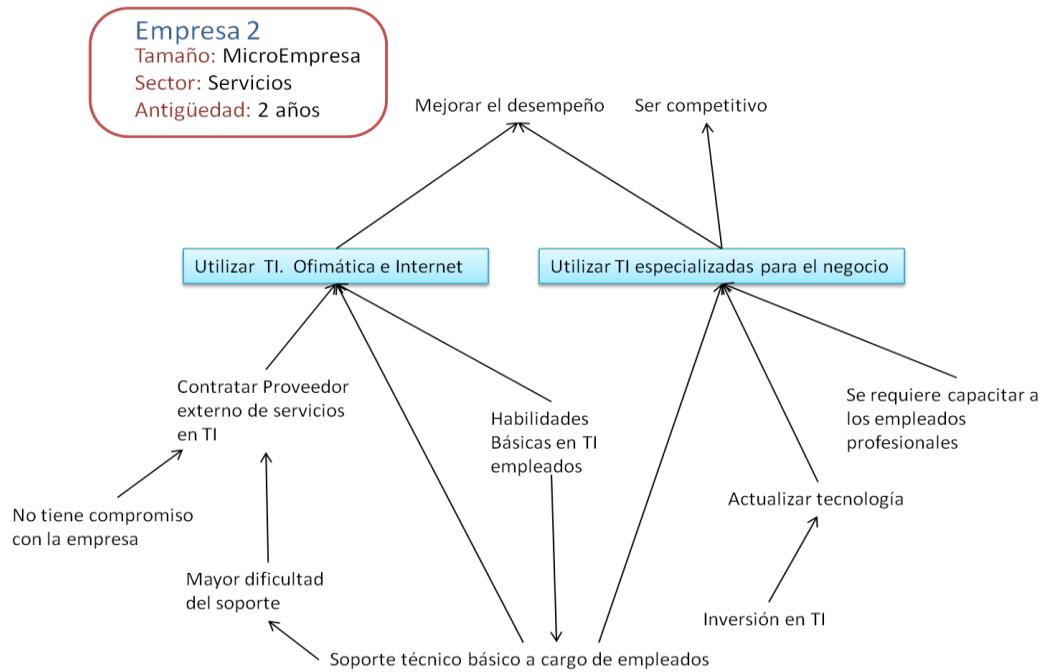 Empresa 2
Tamaño: MicroEmpresa
Sector: Servicios
Antigüedad: 2 años
Mejorar el desempeño
Ser competitivo
Utilizar TI. Ofimática e Internet
Utilizar TI especializadas para el negocio
Contratar Proveedor
externo de servicios
en TI
Habilidades
Básicas en TI
empleados
Se requiere capacitar a
los empleados
profesionales
No tiene compromiso
con la empresa
Actualizar tecnología
Mayor dificultad
del soporte
Inversión en TI
Soporte técnico básico a cargo de empleados